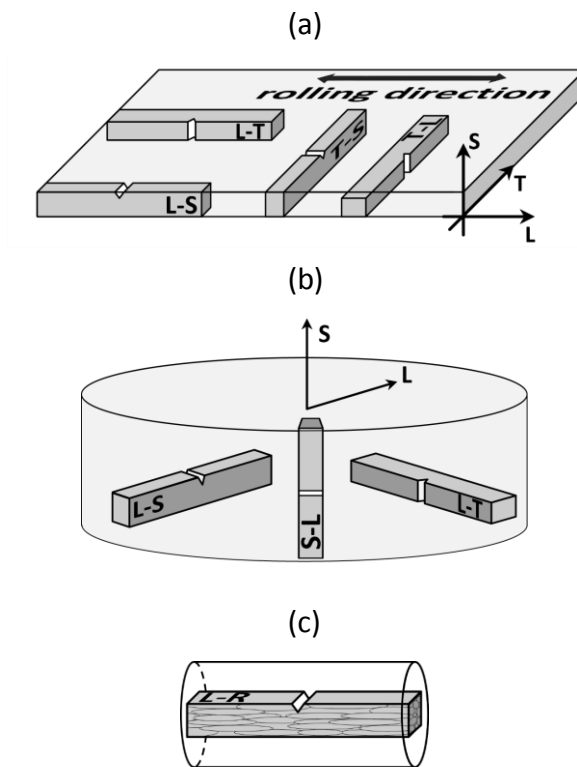 (a)
rolling direction
L-T
T-S
T-L
L-S
S
T
L
(b)
S
L
L-S
S-L
L-T
(c)
L-R